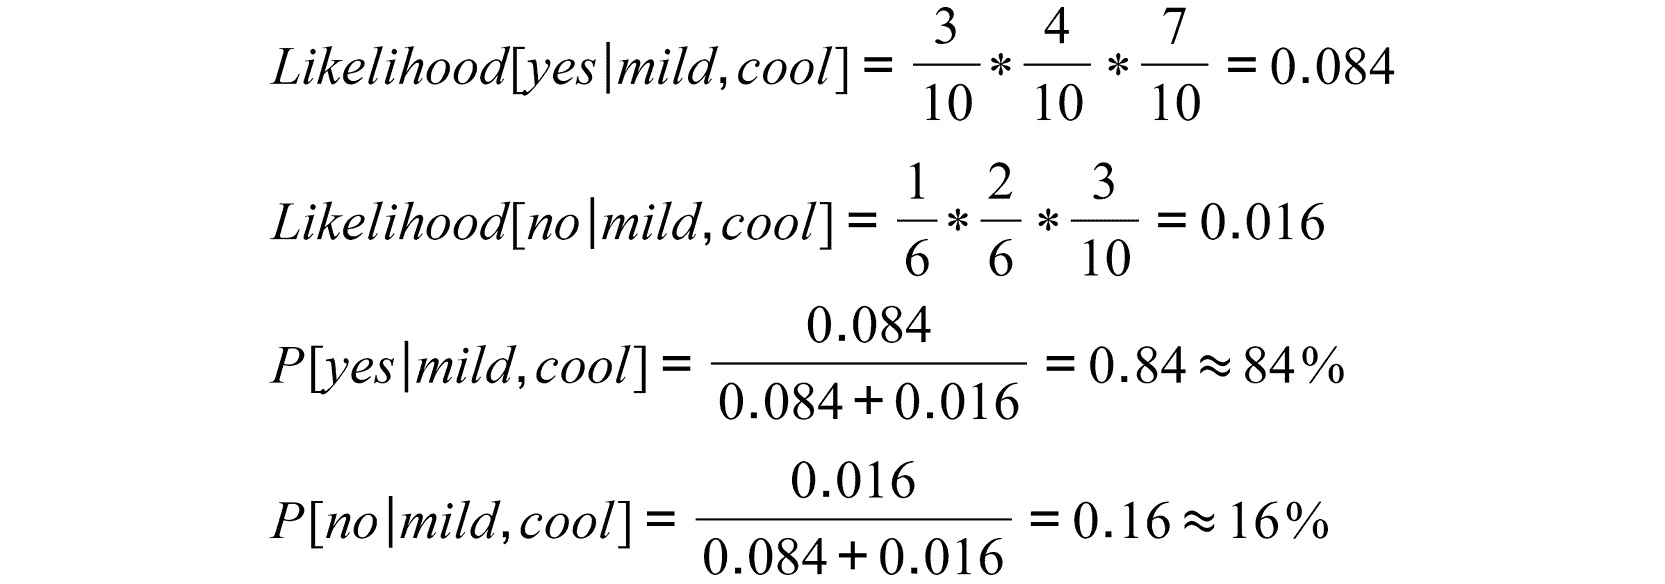 Likelihood[yes|mild,cool] = 3/10 * 4/10 * 7/10 = 0.084
Likelihood[no|mild,cool] = 1/6 * 2/6 * 3/10 = 0.016
P[yes|mild,cool] = 0.084/(0.084+0.016) = 0.84 ≈ 84%
P[no|mild,cool] = 0.016/(0.084+0.016) = 0.16 ≈ 16%